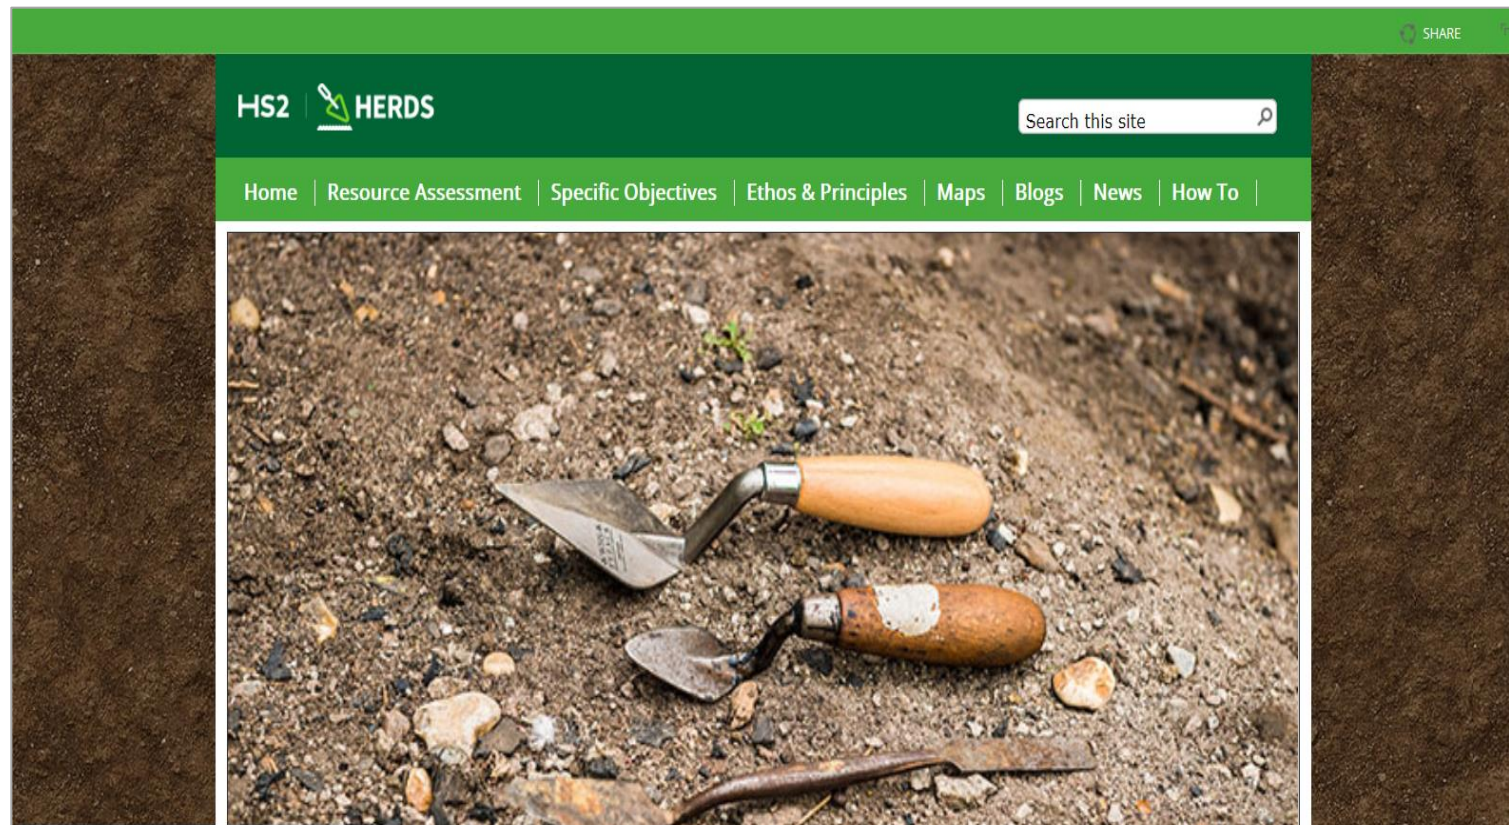 SHARE
HS2 | HERDS
Search this site
Home | Resource Assessment | Specific Objectives | Ethos & Principles | Maps | Blogs | News | How To |